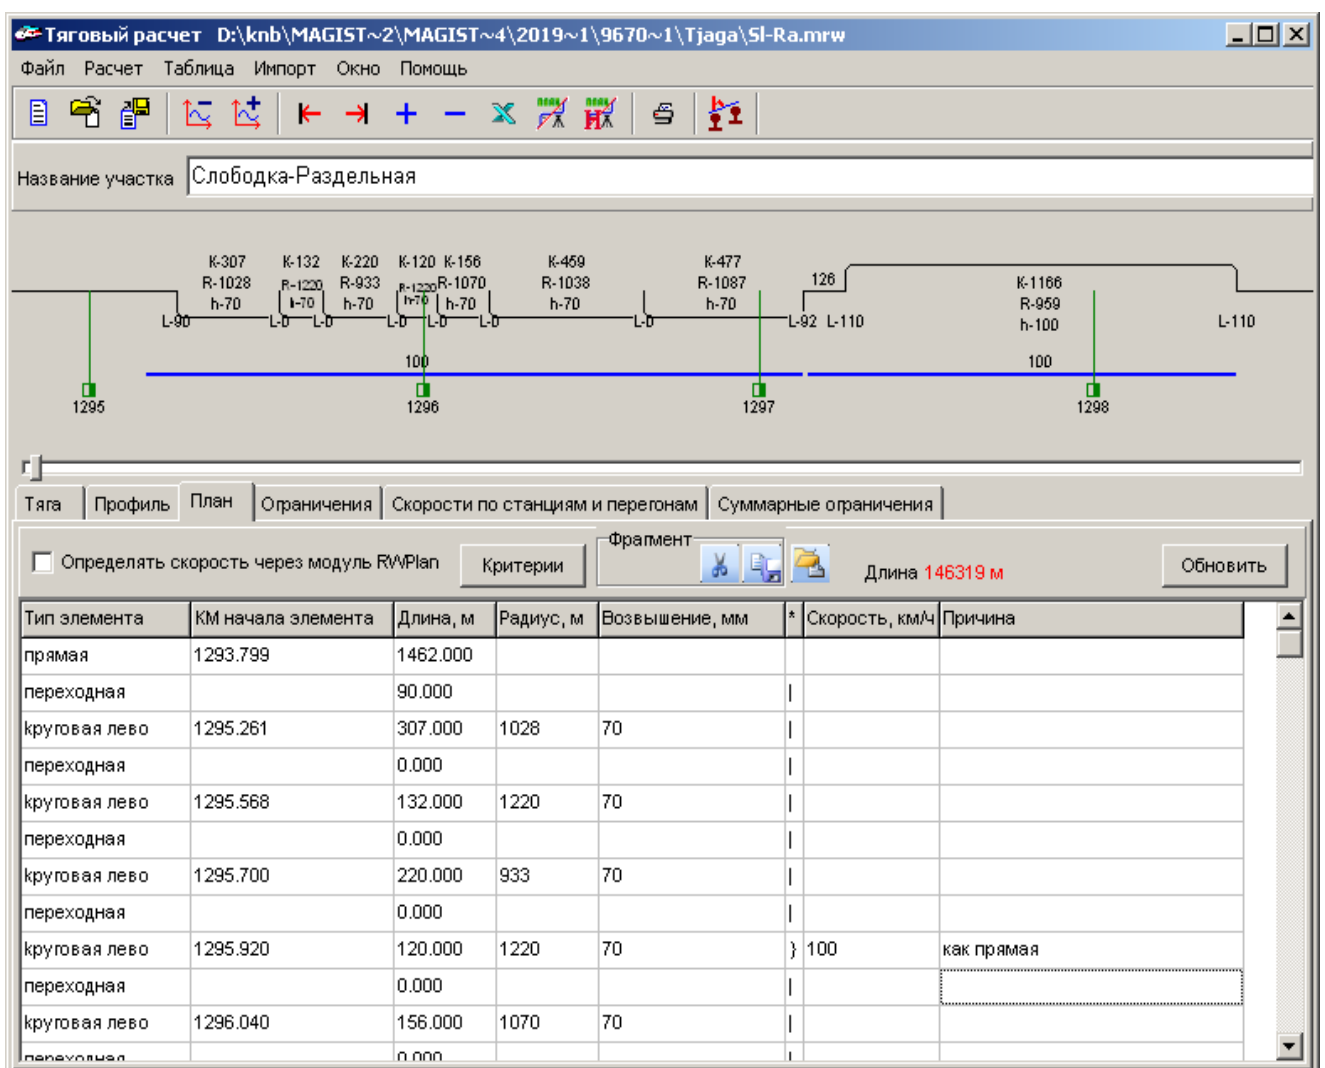 Тяговый расчет D:\knb\MAGIST~2\MAGIST~4\2019~1\9670~1\Tjaga\Sl-Ra.mrw
Файл Расчет Таблица Импорт Окно Помощь
Название участка Слободка-Раздельная
К-307 К-132 К-220 К-120 К-156 К-459 К-477
R-1028 R-1220 R-933 R-1220 R-1070 R-1038 R-1087 126 К-1166
h-70 h-70 h-70 h-70 h-70 h-70 h-70 R-959
L-90 L-0 L-0 L-0 L-0 L-0 L-0 L-92 L-110 h-100 L-110
100 100
1295 1296 1297 1298
Тяга Профиль План Ограничения Скорости по станциям и перегонам Суммарные ограничения
Определять скорость через модуль RWPlan Критерии Фрагмент Длина 146319 м Обновить
Тип элемента КМ начала элемента Длина, м Радиус, м Возвышение, мм * Скорость, км/ч Причина
прямая 1293.799 1462.000
переходная 90.000 |
круговая лево 1295.261 307.000 1028 70 |
переходная 0.000 |
круговая лево 1295.568 132.000 1220 70 |
переходная 0.000 |
круговая лево 1295.700 220.000 933 70 |
переходная 0.000 |
круговая лево 1295.920 120.000 1220 70 } 100 как прямая
переходная 0.000 |
круговая лево 1296.040 156.000 1070 70 |
переходная 0.000 |